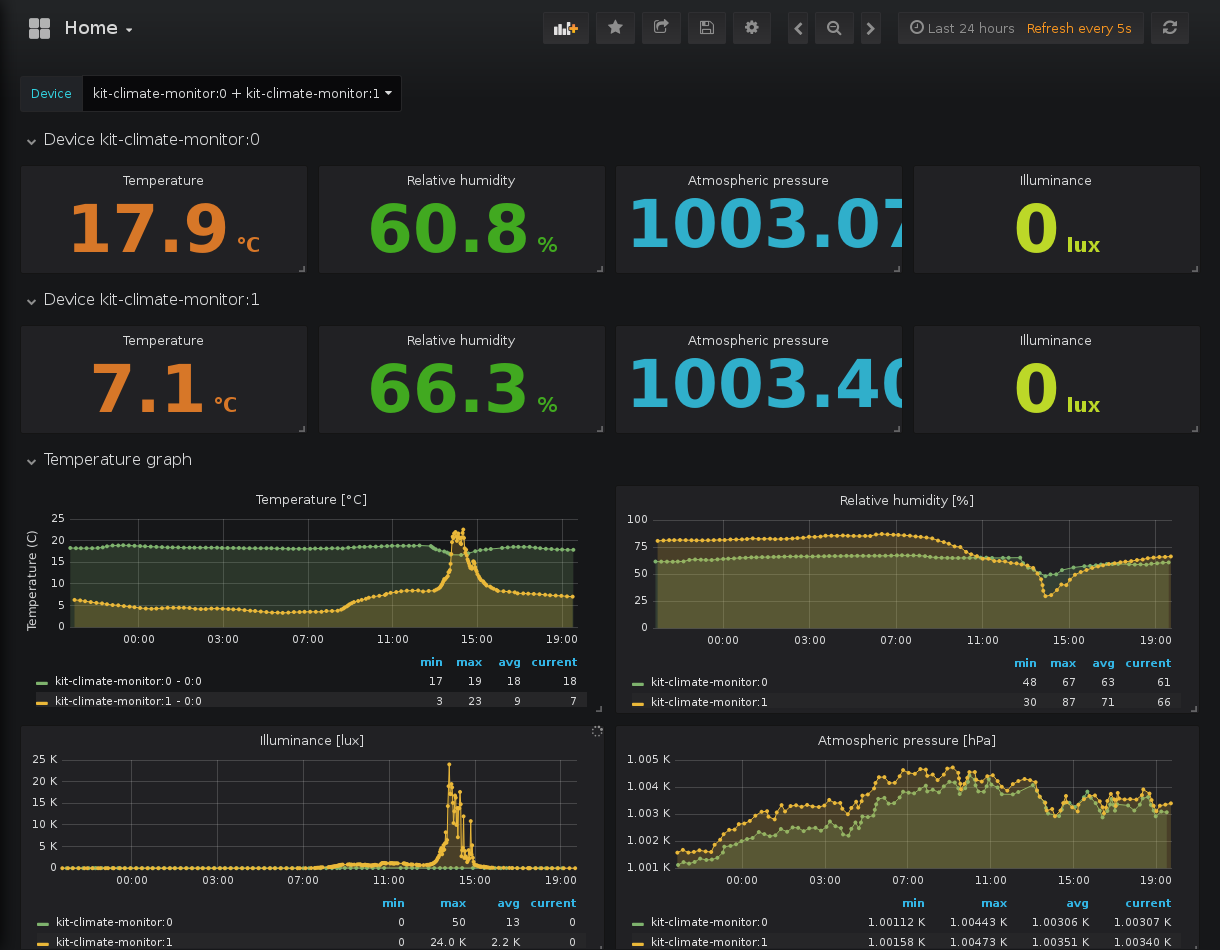 Home
Last 24 hours Refresh every 5s
Device kit-climate-monitor:0 + kit-climate-monitor:1
Device kit-climate-monitor:0
Temperature Relative humidity Atmospheric pressure Illuminance
17.9 °C 60.8 % 1003.07 0 lux
Device kit-climate-monitor:1
Temperature Relative humidity Atmospheric pressure Illuminance
7.1 °C 66.3 % 1003.40 0 lux
Temperature graph
Temperature [°C]
Temperature (C)
25
20
15
10
5
0
00:00 03:00 07:00 11:00 15:00 19:00
min max avg current
kit-climate-monitor:0 - 0:0 17 19 18 18
kit-climate-monitor:1 - 0:0 3 23 9 7
Relative humidity [%]
100
75
50
25
0
00:00 03:00 07:00 11:00 15:00 19:00
min max avg current
kit-climate-monitor:0 48 67 63 61
kit-climate-monitor:1 30 87 71 66
Illuminance [lux]
25 K
20 K
15 K
10 K
5 K
0
00:00 03:00 07:00 11:00 15:00 19:00
min max avg current
kit-climate-monitor:0 0 50 13 0
kit-climate-monitor:1 0 24.0 K 2.2 K 0
Atmospheric pressure [hPa]
1.005 K
1.004 K
1.003 K
1.002 K
1.001 K
00:00 03:00 07:00 11:00 15:00 19:00
min max avg current
kit-climate-monitor:0 1.00112 K 1.00443 K 1.00306 K 1.00307 K
kit-climate-monitor:1 1.00158 K 1.00473 K 1.00351 K 1.00340 K